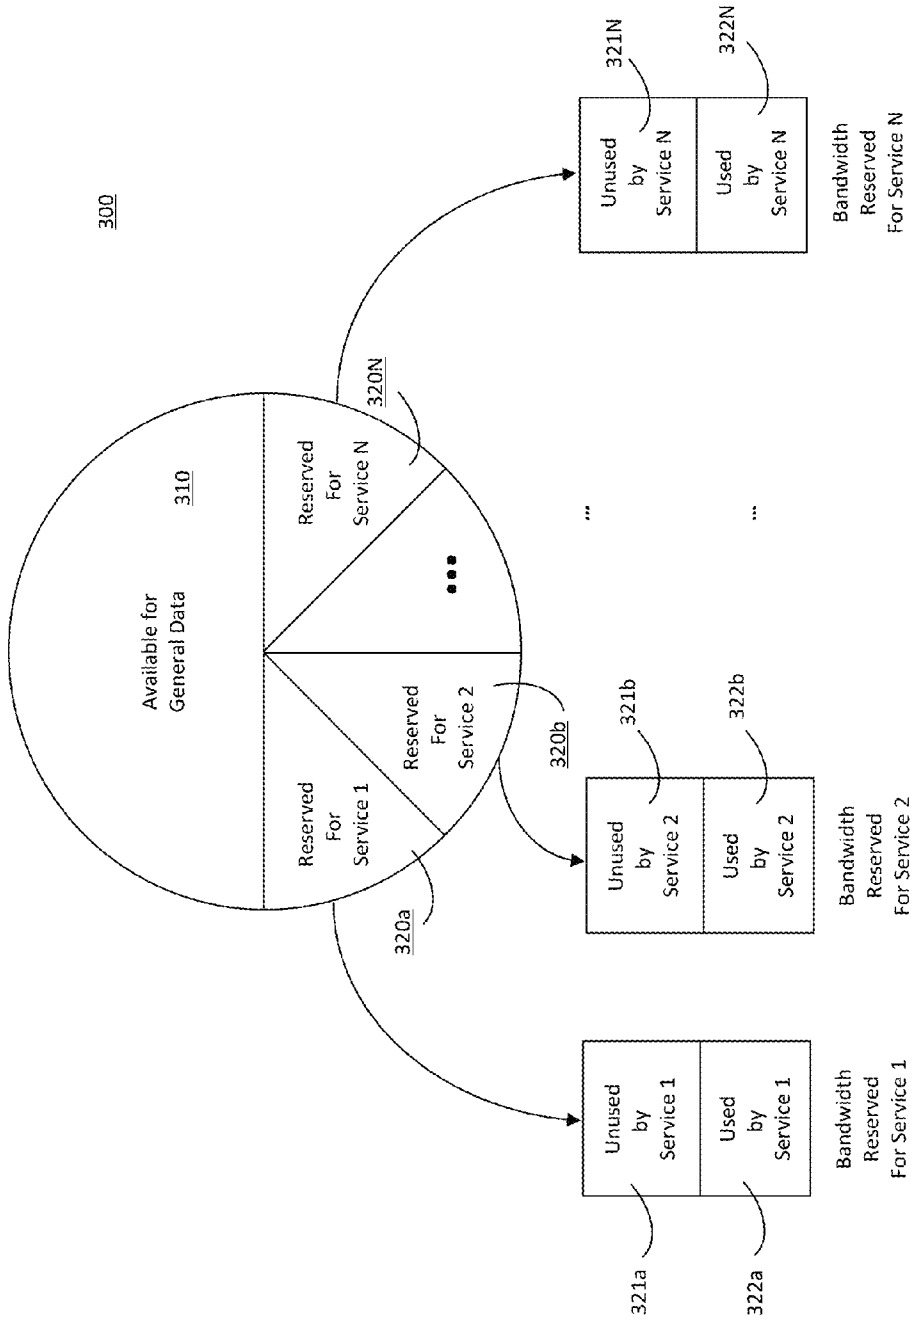 300
Available for
General Data
310
Reserved
For
Service 1
320a
Reserved
For
Service 2
320b
•••
Reserved
For
Service N
320N
Unused
by
Service 1
321a
Used
by
Service 1
322a
Bandwidth
Reserved
For Service 1
Unused
by
Service 2
321b
Used
by
Service 2
322b
Bandwidth
Reserved
For Service 2
...
...
Unused
by
Service N
321N
Used
by
Service N
322N
Bandwidth
Reserved
For Service N